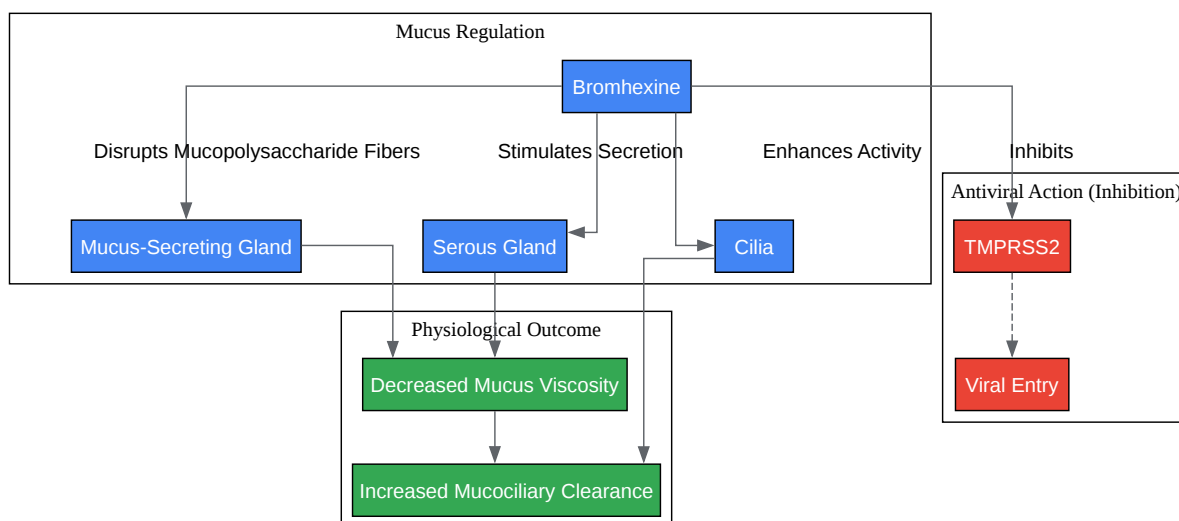 Mucus Regulation
Bromhexine
Disrupts Mucopolysaccharide Fibers
Stimulates Secretion
Enhances Activity
Inhibits
Antiviral Action (Inhibition)
Mucus-Secreting Gland
Serous Gland
Cilia
TMPRSS2
Physiological Outcome
Decreased Mucus Viscosity
Viral Entry
Increased Mucociliary Clearance